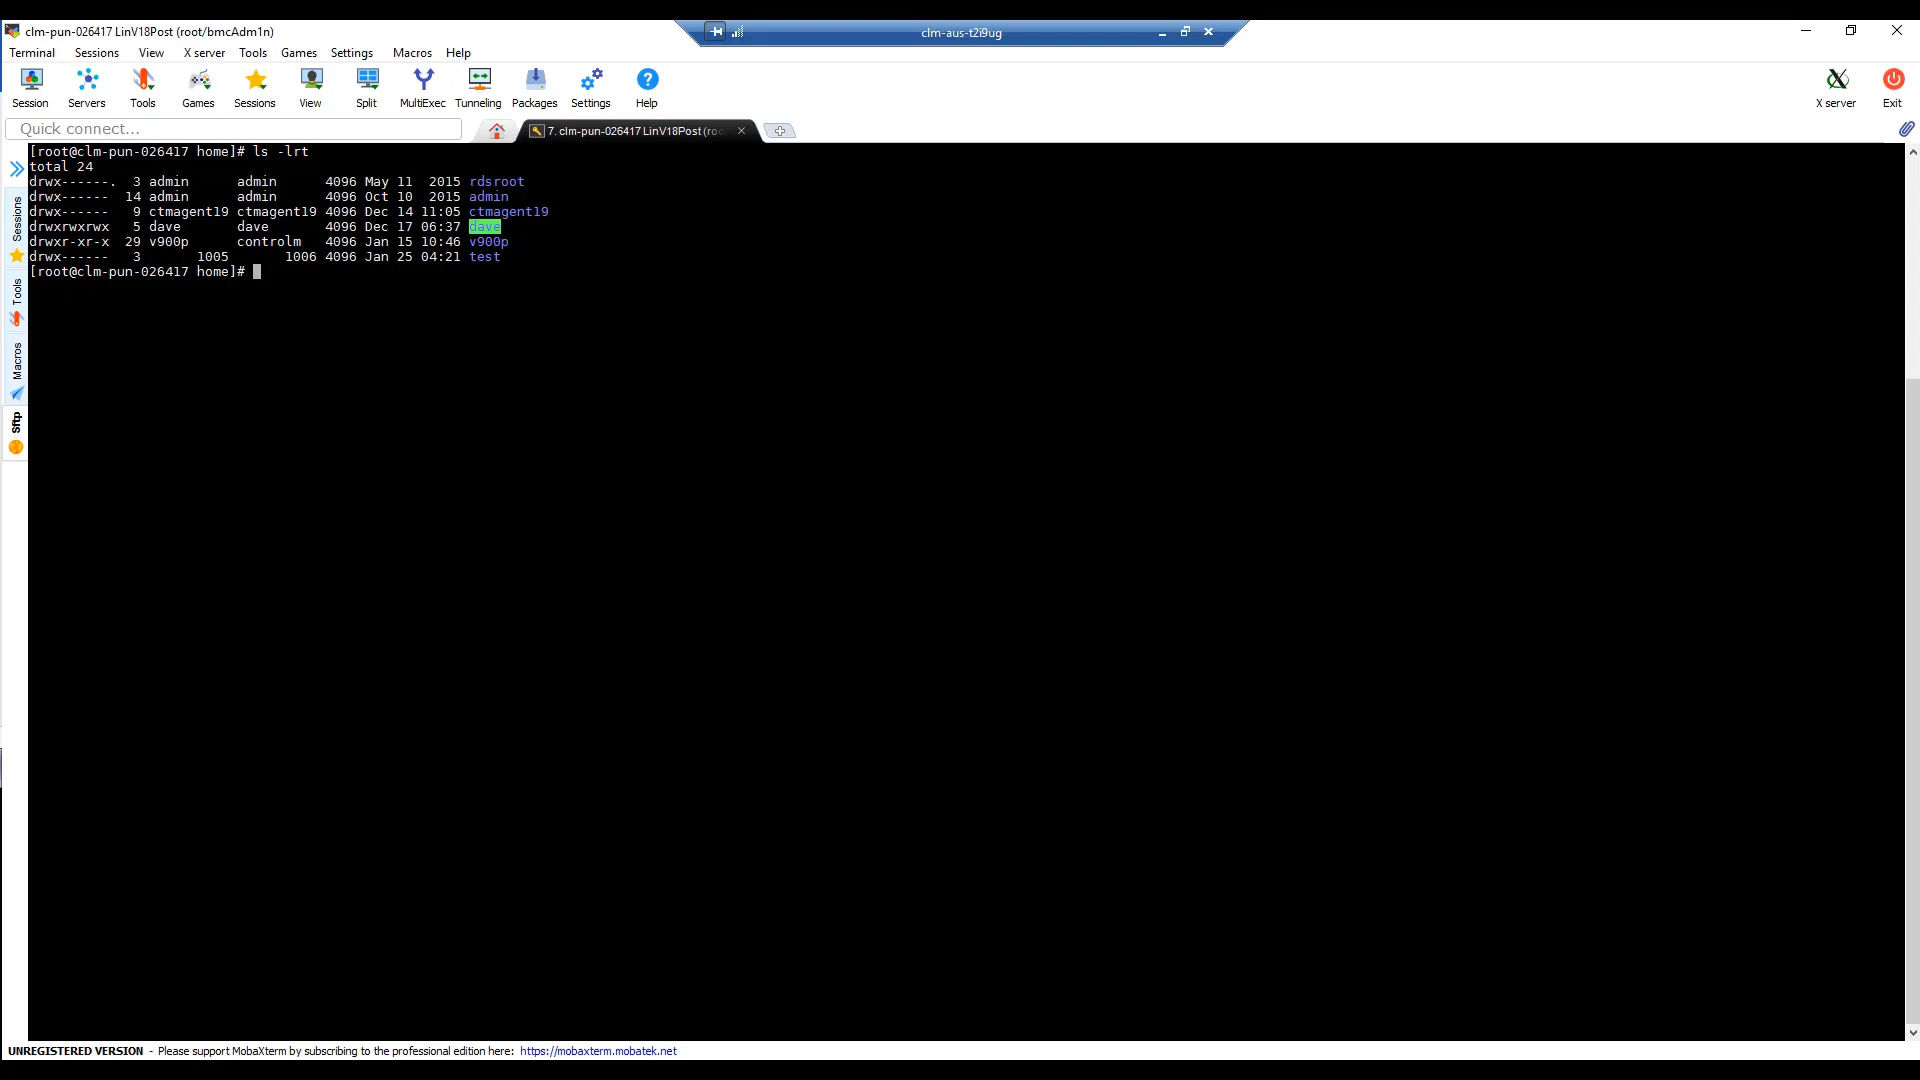 clm-pun-026417 LinV18Post (root/bmcAdm1n)
clm-aus-t2i9ug
Terminal Sessions View X server Tools Games Settings Macros Help
Session Servers Tools Games Sessions View Split MultiExec Tunneling Packages Settings Help X server Exit
Quick connect...
7. clm-pun-026417 LinV18Post (roo
[root@clm-pun-026417 home]# ls -lrt
total 24
drwx------.  3 admin      admin      4096 May 11  2015 rdsroot
drwx------  14 admin      admin      4096 Oct 10  2015 admin
drwx------   9 ctmagent19 ctmagent19 4096 Dec 14 11:05 ctmagent19
drwxrwxrwx   5 dave       dave       4096 Dec 17 06:37 dave
drwxr-xr-x  29 v900p      controlm   4096 Jan 15 10:46 v900p
drwx------   3       1005       1006 4096 Jan 25 04:21 test
[root@clm-pun-026417 home]#
Sessions
Tools
Macros
Sftp
UNREGISTERED VERSION - Please support MobaXterm by subscribing to the professional edition here: https://mobaxterm.mobatek.net